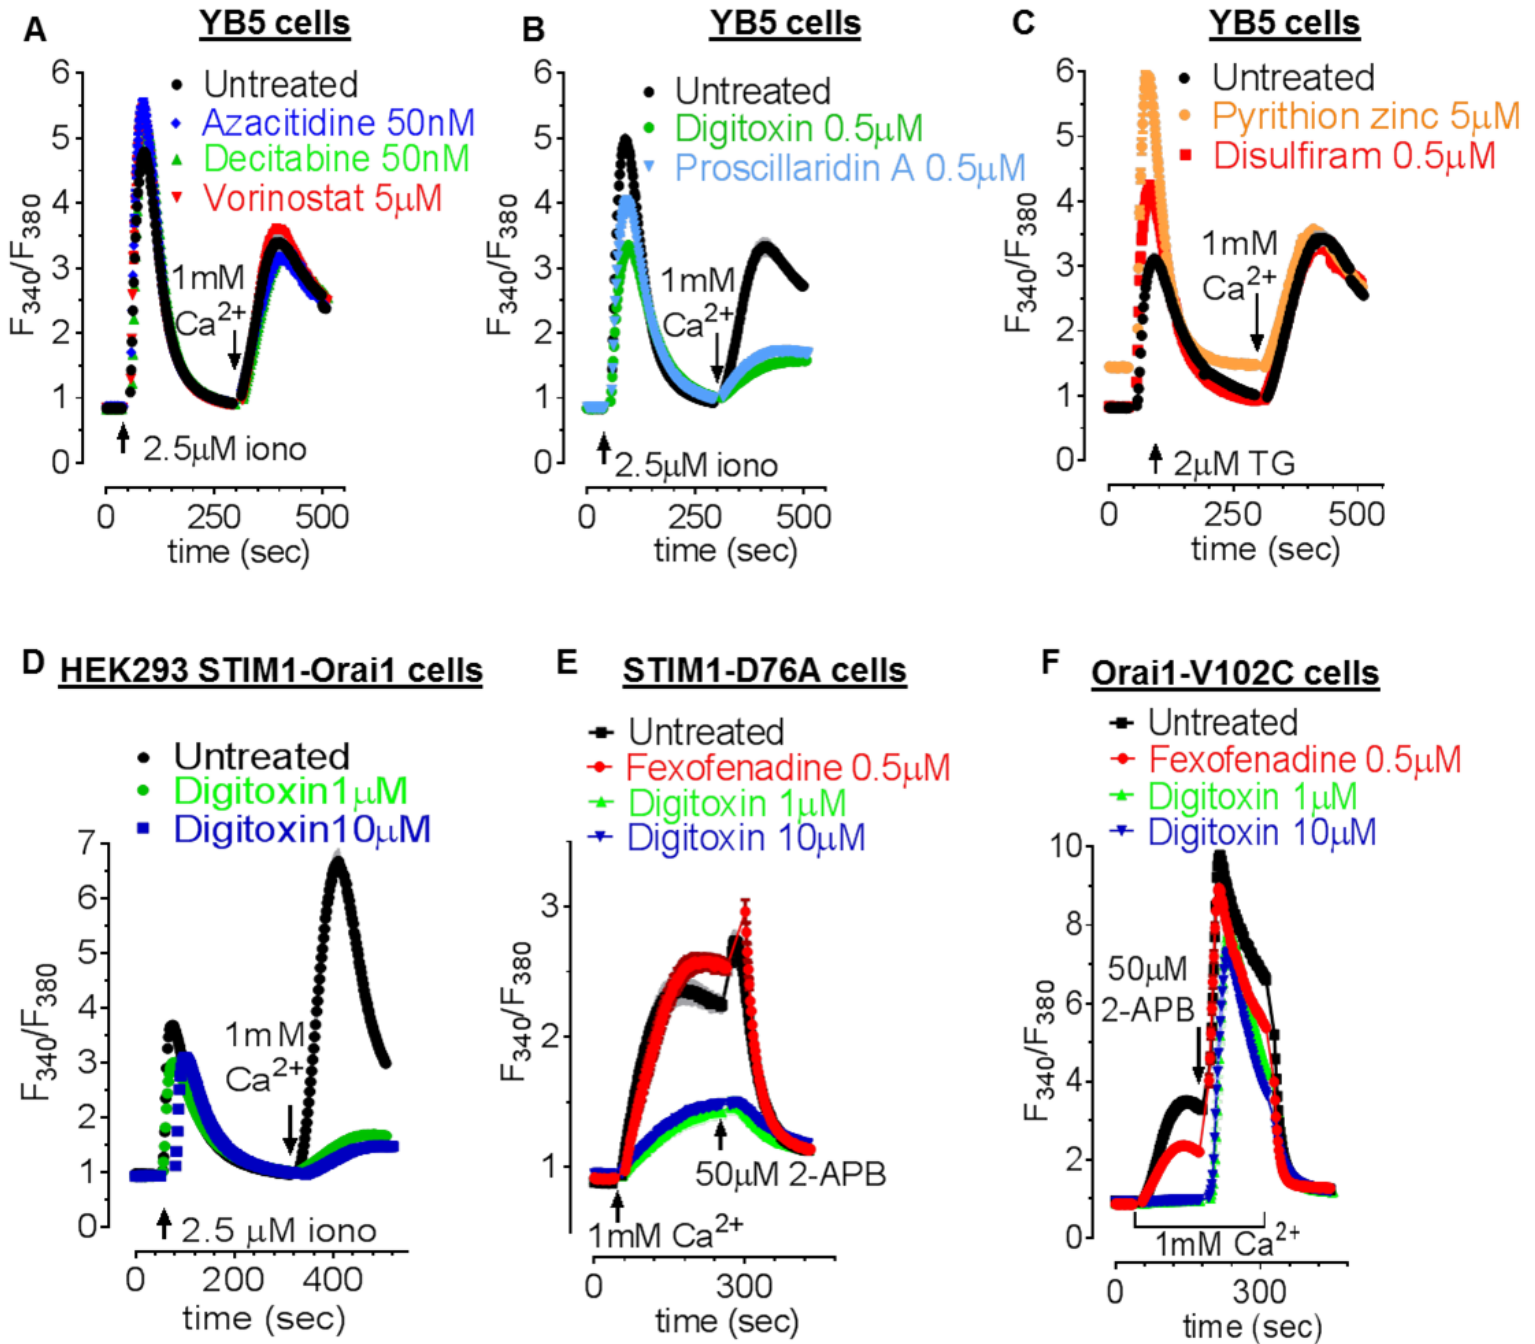 A
YB5 cells
Untreated
Azacitidine 50nM
Decitabine 50nM
Vorinostat 5μM
F340/F380
6
5
4
3
2
1
0
1mM
Ca2+
2.5μM iono
0 250 500
time (sec)
B
YB5 cells
Untreated
Digitoxin 0.5μM
Proscillaridin A 0.5μM
F340/F380
6
5
4
3
2
1
0
1mM
Ca2+
2.5μM iono
0 250 500
time (sec)
C
YB5 cells
Untreated
Pyrithion zinc 5μM
Disulfiram 0.5μM
F340/F380
6
5
4
3
2
1
0
1mM
Ca2+
2μM TG
0 250 500
time (sec)
D
HEK293 STIM1-Orai1 cells
Untreated
Digitoxin1μM
Digitoxin10μM
F340/F380
7
6
5
4
3
2
1
0
1mM
Ca2+
2.5 μM iono
0 200 400
time (sec)
E
STIM1-D76A cells
Untreated
Fexofenadine 0.5μM
Digitoxin 1μM
Digitoxin 10μM
F340/F380
3
2
1
50μM 2-APB
1mM Ca2+
0 300
time (sec)
F
Orai1-V102C cells
Untreated
Fexofenadine 0.5μM
Digitoxin 1μM
Digitoxin 10μM
F340/F380
10
8
6
4
2
0
50μM
2-APB
1mM Ca2+
0 300
time (sec)